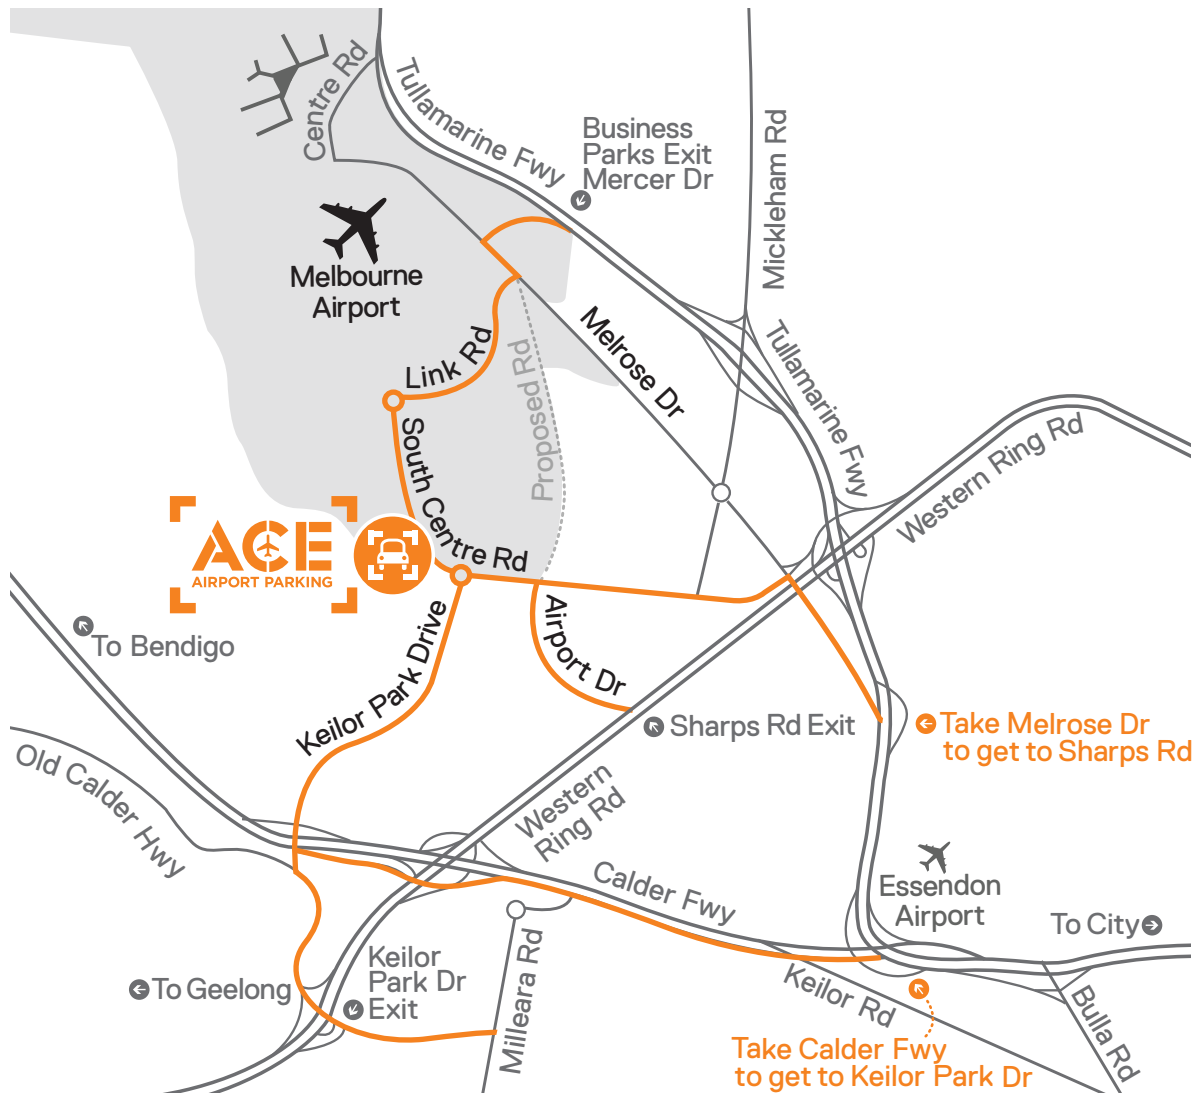 Centre Rd
Tullamarine Fwy
Business
Parks Exit
Mercer Dr
Mickleham Rd
Melbourne
Airport
Link Rd
Proposed Rd
Melrose Dr
Tullamarine Fwy
Western Ring Rd
South Centre Rd
ACE
AIRPORT PARKING
To Bendigo
Keilor Park Drive
Airport Dr
Sharps Rd Exit
Take Melrose Dr
to get to Sharps Rd
Old Calder Hwy
Western
Ring Rd
Calder Fwy
Essendon
Airport
To City
Keilor
Park Dr
Exit
To Geelong
Milleara Rd
Keilor Rd
Bulla Rd
Take Calder Fwy
to get to Keilor Park Dr